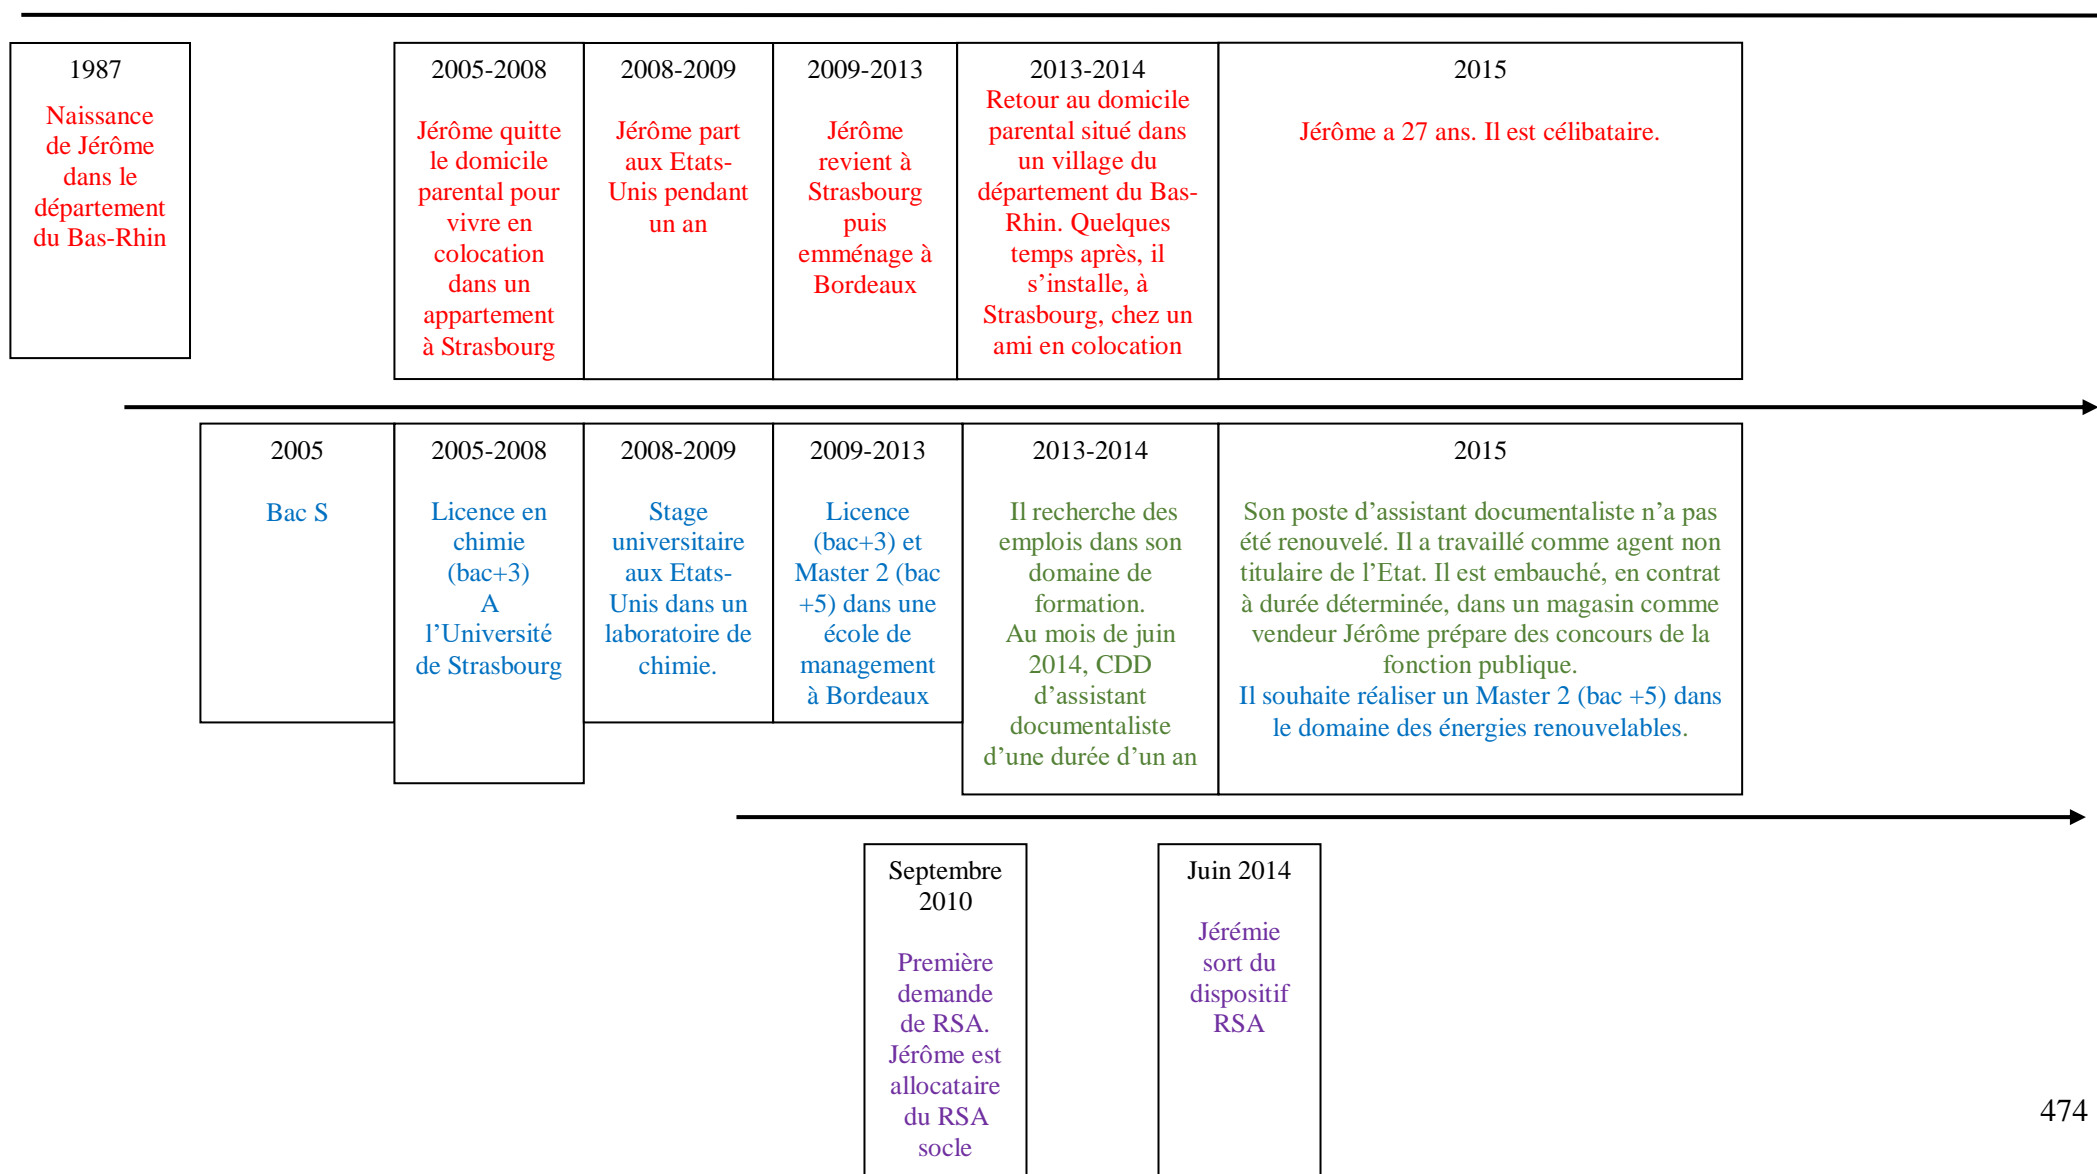 1987
Naissance
de Jérôme
dans le
département
du Bas-Rhin
2005-2008
Jérôme quitte
le domicile
parental pour
vivre en
colocation
dans un
appartement
à Strasbourg
2008-2009
Jérôme part
aux Etats-
Unis pendant
un an
2009-2013
Jérôme
revient à
Strasbourg
puis
emménage à
Bordeaux
2013-2014
Retour au domicile
parental situé dans
un village du
département du Bas-
Rhin. Quelques
temps après, il
s’installe, à
Strasbourg, chez un
ami en colocation
2015
Jérôme a 27 ans. Il est célibataire.
2005
Bac S
2005-2008
Licence en
chimie
(bac+3)
A
l’Université
de Strasbourg
2008-2009
Stage
universitaire
aux Etats-
Unis dans un
laboratoire de
chimie.
2009-2013
Licence
(bac+3) et
Master 2 (bac
+5) dans une
école de
management
à Bordeaux
2013-2014
Il recherche des
emplois dans son
domaine de
formation.
Au mois de juin
2014, CDD
d’assistant
documentaliste
d’une durée d’un an
2015
Son poste d’assistant documentaliste n’a pas
été renouvelé. Il a travaillé comme agent non
titulaire de l’Etat. Il est embauché, en contrat
à durée déterminée, dans un magasin comme
vendeur Jérôme prépare des concours de la
fonction publique.
Il souhaite réaliser un Master 2 (bac +5) dans
le domaine des énergies renouvelables.
Septembre
2010
Première
demande
de RSA.
Jérôme est
allocataire
du RSA
socle
Juin 2014
Jérémie
sort du
dispositif
RSA
474